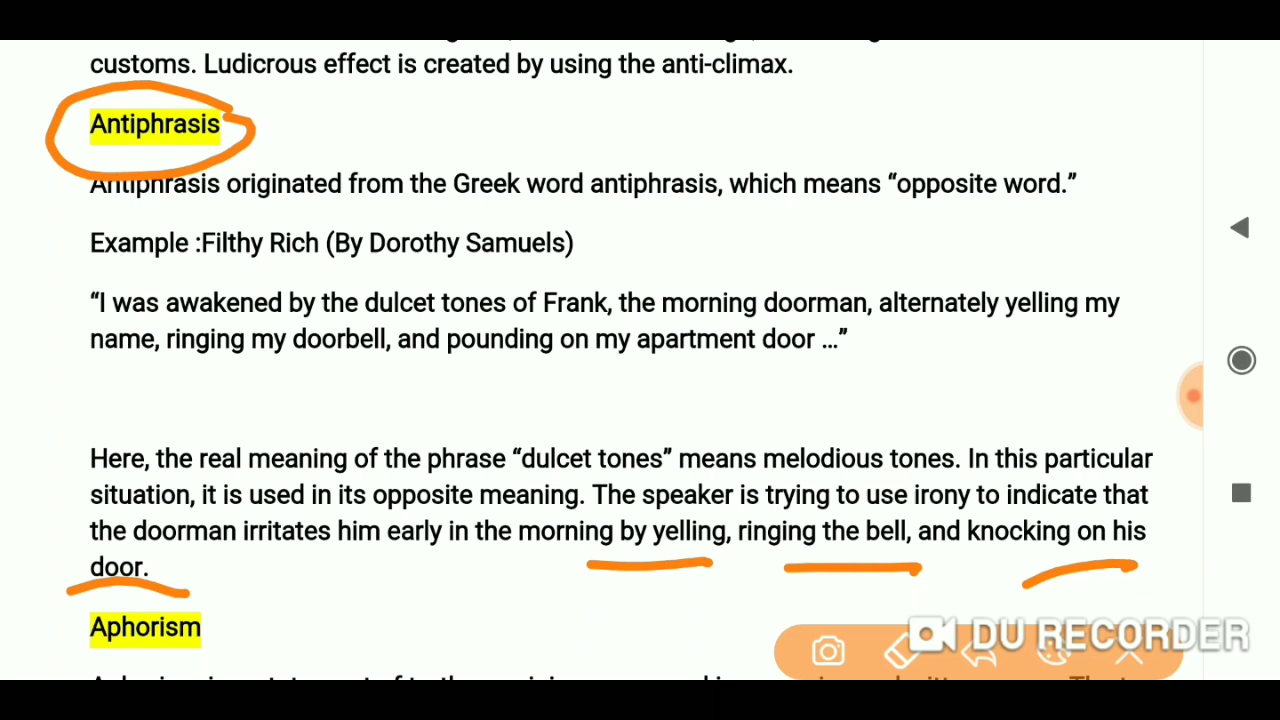 customs. Ludicrous effect is created by using the anti-climax.
Antiphrasis
Antiphrasis originated from the Greek word antiphrasis, which means “opposite word.”
Example :Filthy Rich (By Dorothy Samuels)
“I was awakened by the dulcet tones of Frank, the morning doorman, alternately yelling my
name, ringing my doorbell, and pounding on my apartment door ...”
Here, the real meaning of the phrase “dulcet tones” means melodious tones. In this particular
situation, it is used in its opposite meaning. The speaker is trying to use irony to indicate that
the doorman irritates him early in the morning by yelling, ringing the bell, and knocking on his
door.
Aphorism
DU RECORDER